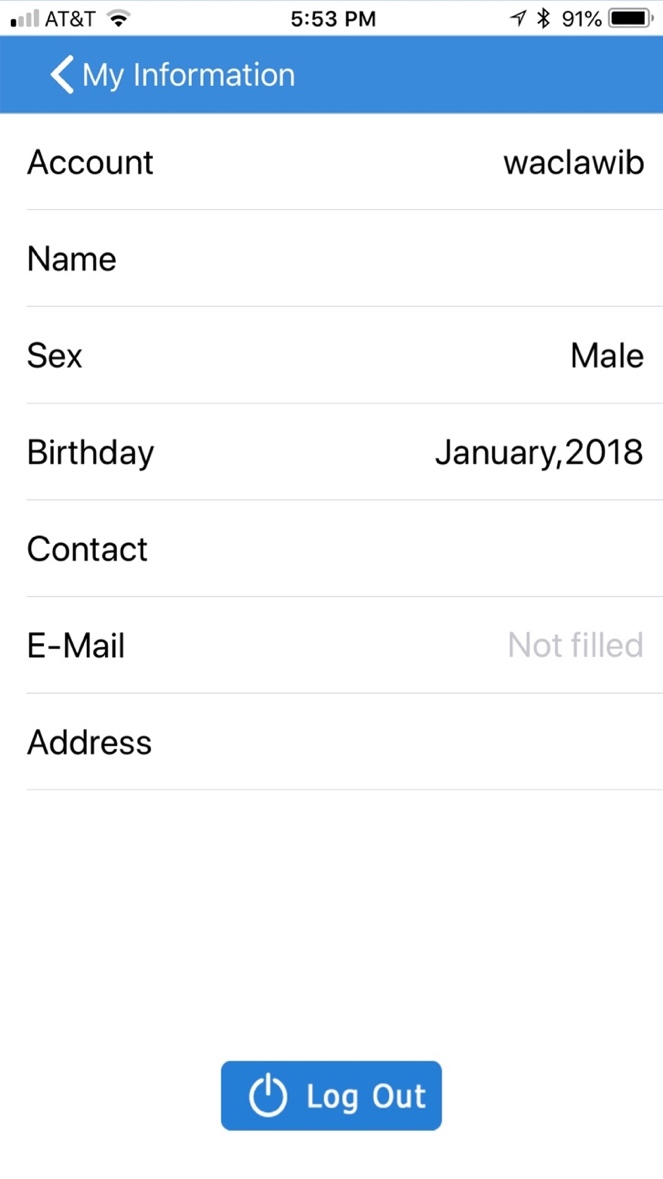 AT&T 5:53 PM 91%
My Information
Account waclawib
Name
Sex Male
Birthday January,2018
Contact
E-Mail Not filled
Address
Log Out